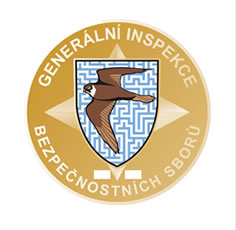 GENERÁLNÍ INSPEKCE
BEZPEČNOSTNÍCH SBORŮ